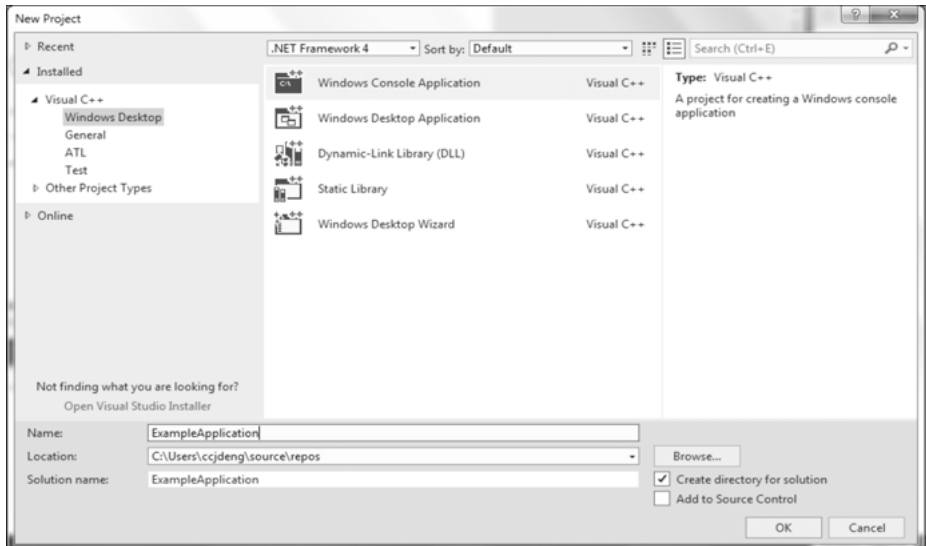 New Project
Recent
.NET Framework 4
Sort by: Default
Search (Ctrl+E)
Installed
Visual C++
Windows Desktop
General
ATL
Test
Other Project Types
Online
Windows Console Application Visual C++
Windows Desktop Application Visual C++
Dynamic-Link Library (DLL) Visual C++
Static Library Visual C++
Windows Desktop Wizard Visual C++
Type: Visual C++
A project for creating a Windows console
application
Not finding what you are looking for?
Open Visual Studio Installer
Name: ExampleApplication
Location: C:\Users\ccjdeng\source\repos
Browse...
Solution name: ExampleApplication
Create directory for solution
Add to Source Control
OK Cancel